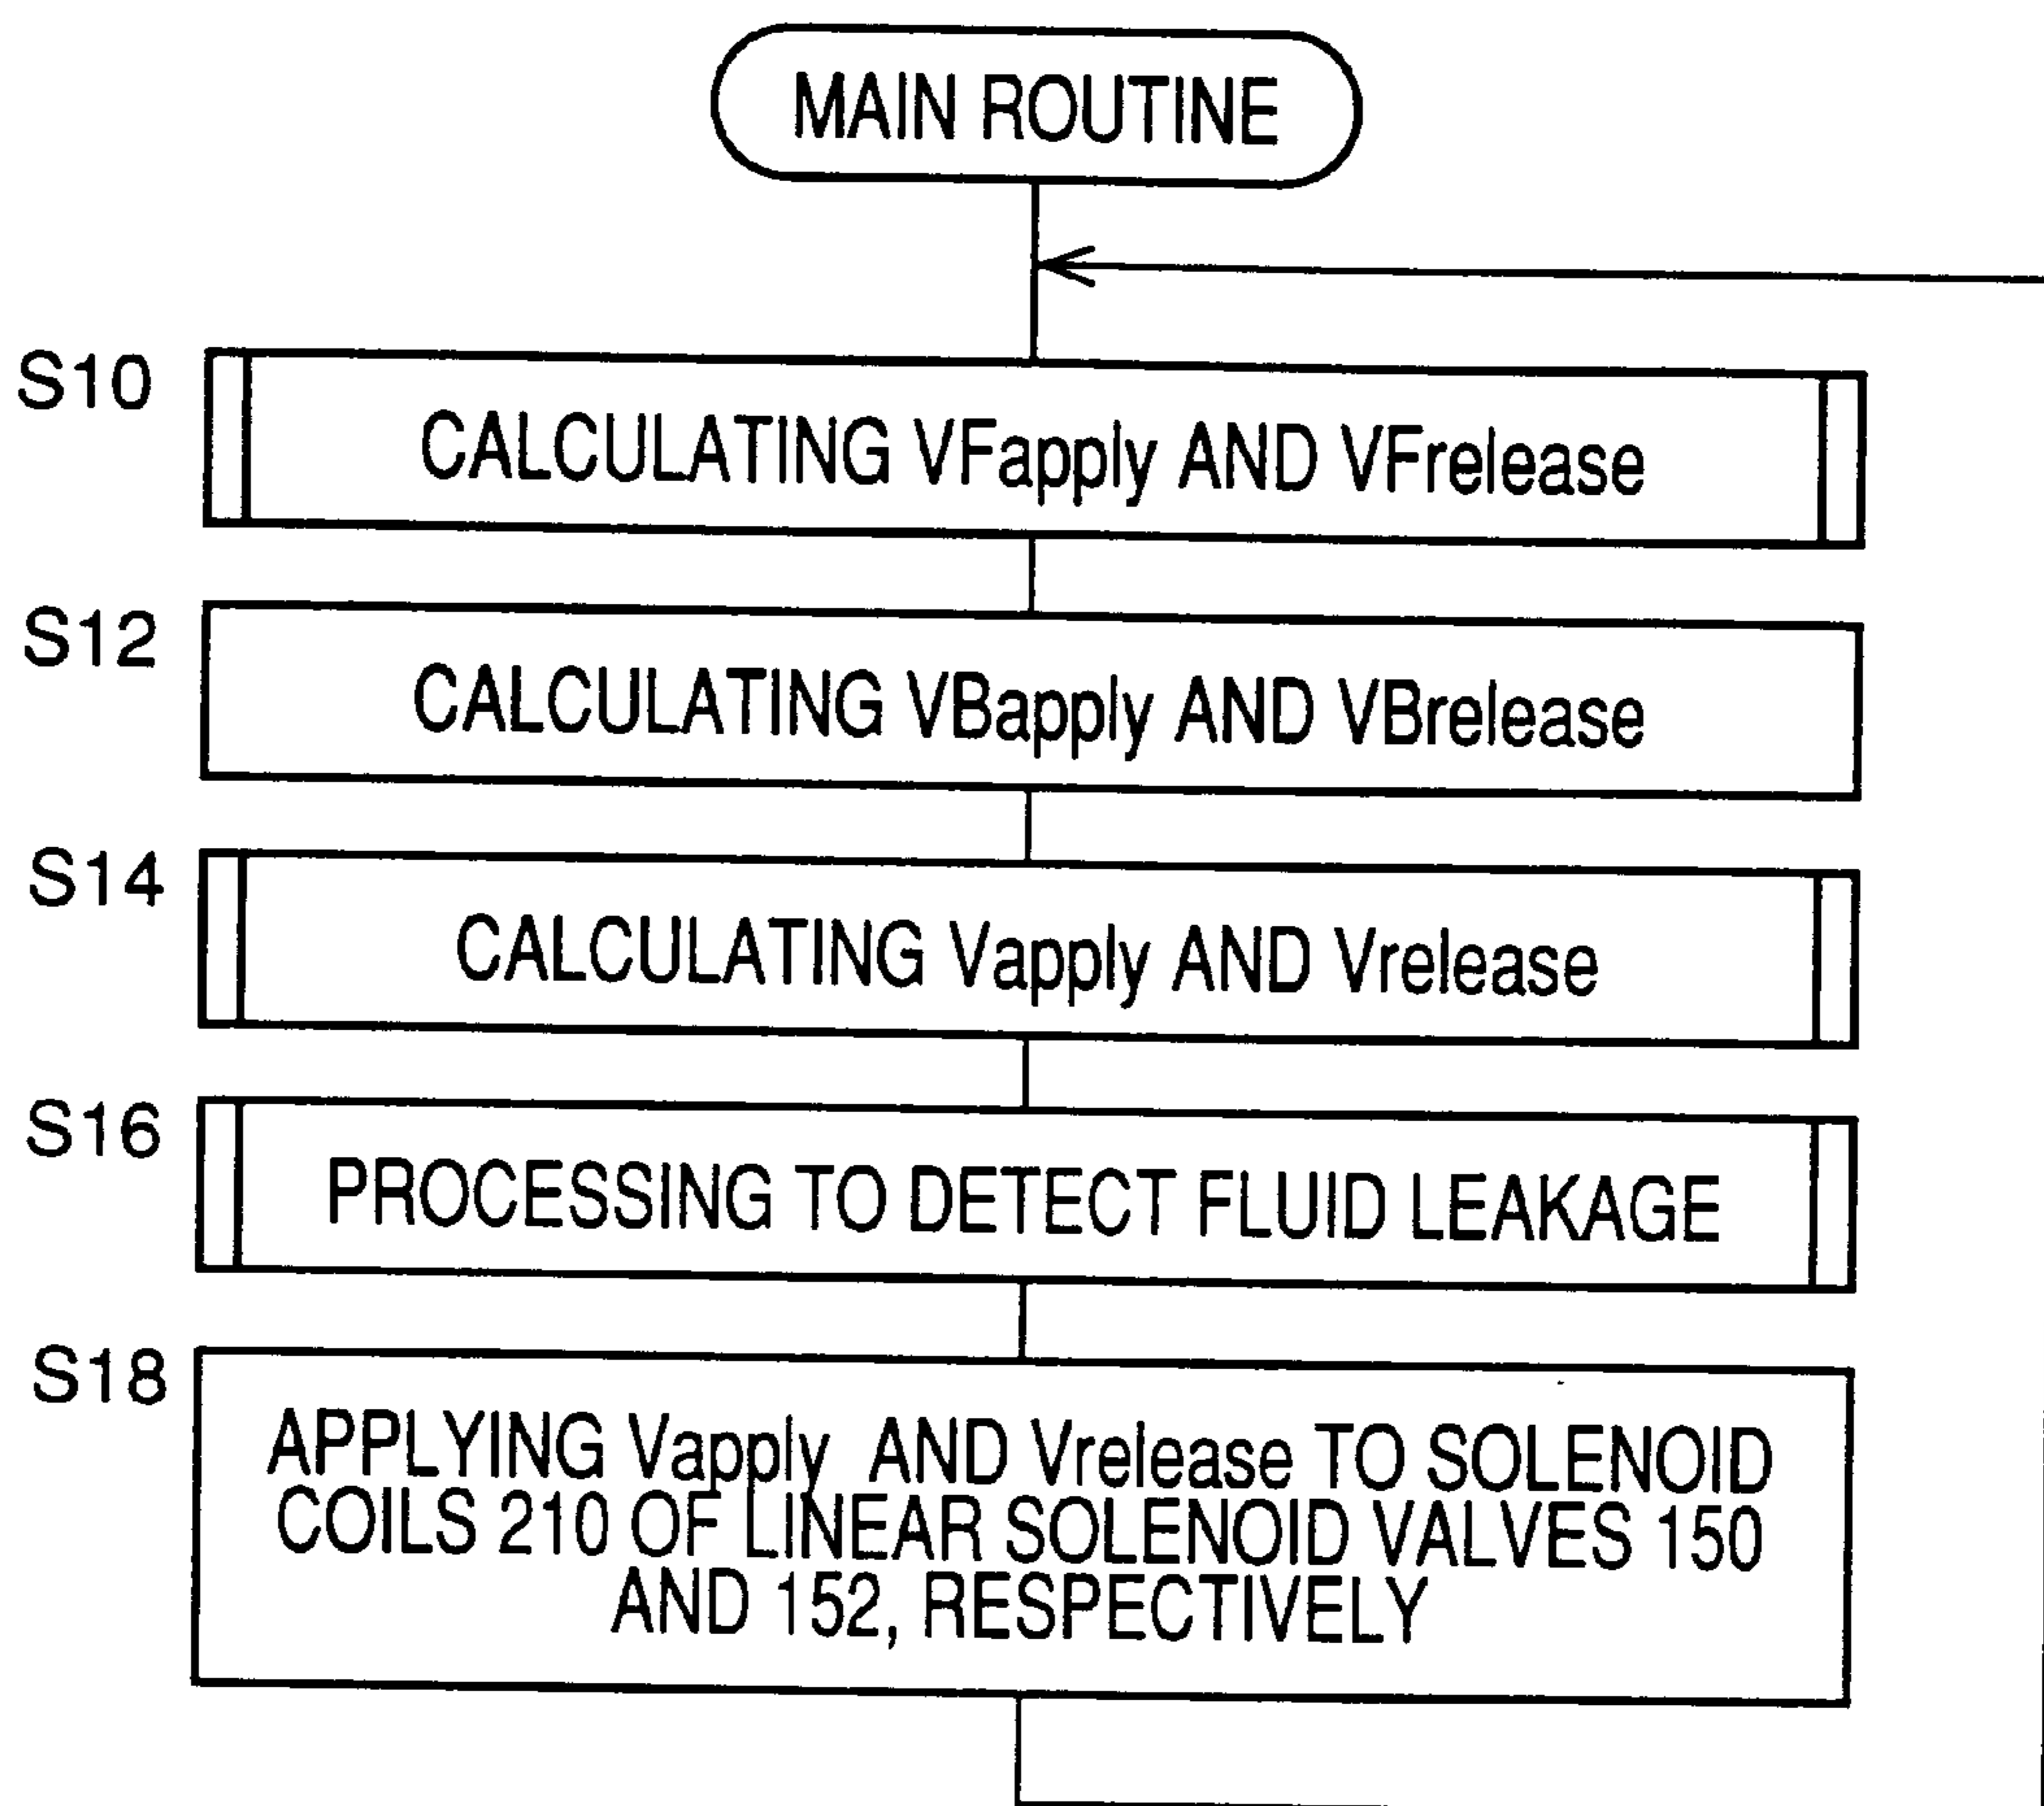 MAIN ROUTINE
S10
CALCULATING VFapply AND VFrelease
S12
CALCULATING VBapply AND VBrelease
S14
CALCULATING Vapply AND Vrelease
S16
PROCESSING TO DETECT FLUID LEAKAGE
S18
APPLYING Vapply AND Vrelease TO SOLENOID
COILS 210 OF LINEAR SOLENOID VALVES 150
AND 152, RESPECTIVELY